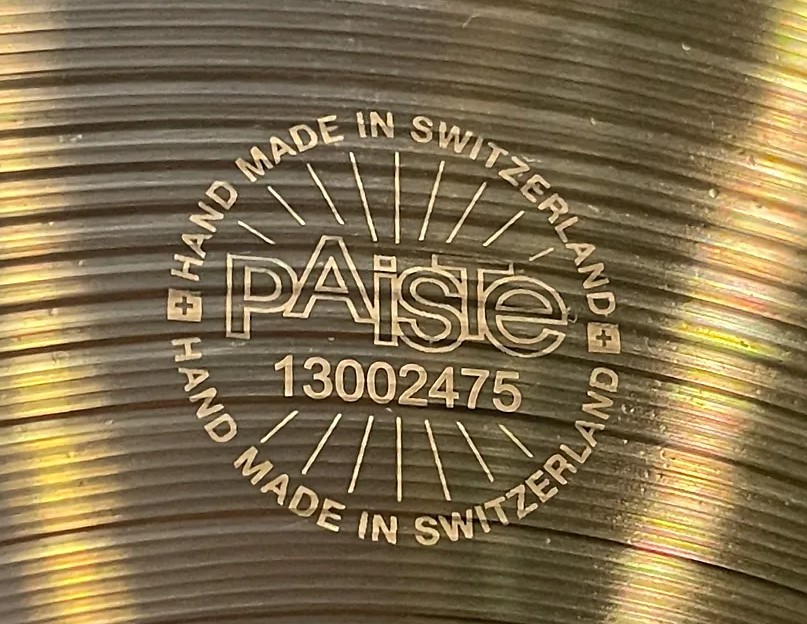 HAND MADE IN SWITZERLAND
PAiSTe
13002475
HAND MADE IN SWITZERLAND